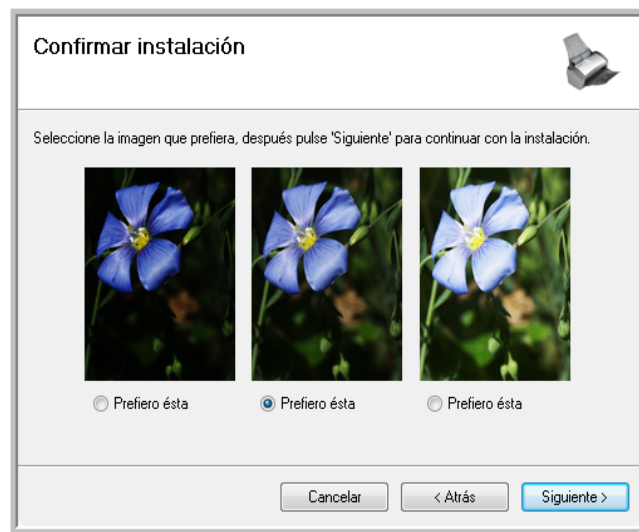 Confirmar instalación
Seleccione la imagen que prefiera, después pulse 'Siguiente' para continuar con la instalación.
Prefiero ésta
Prefiero ésta
Prefiero ésta
Cancelar
< Atrás
Siguiente >